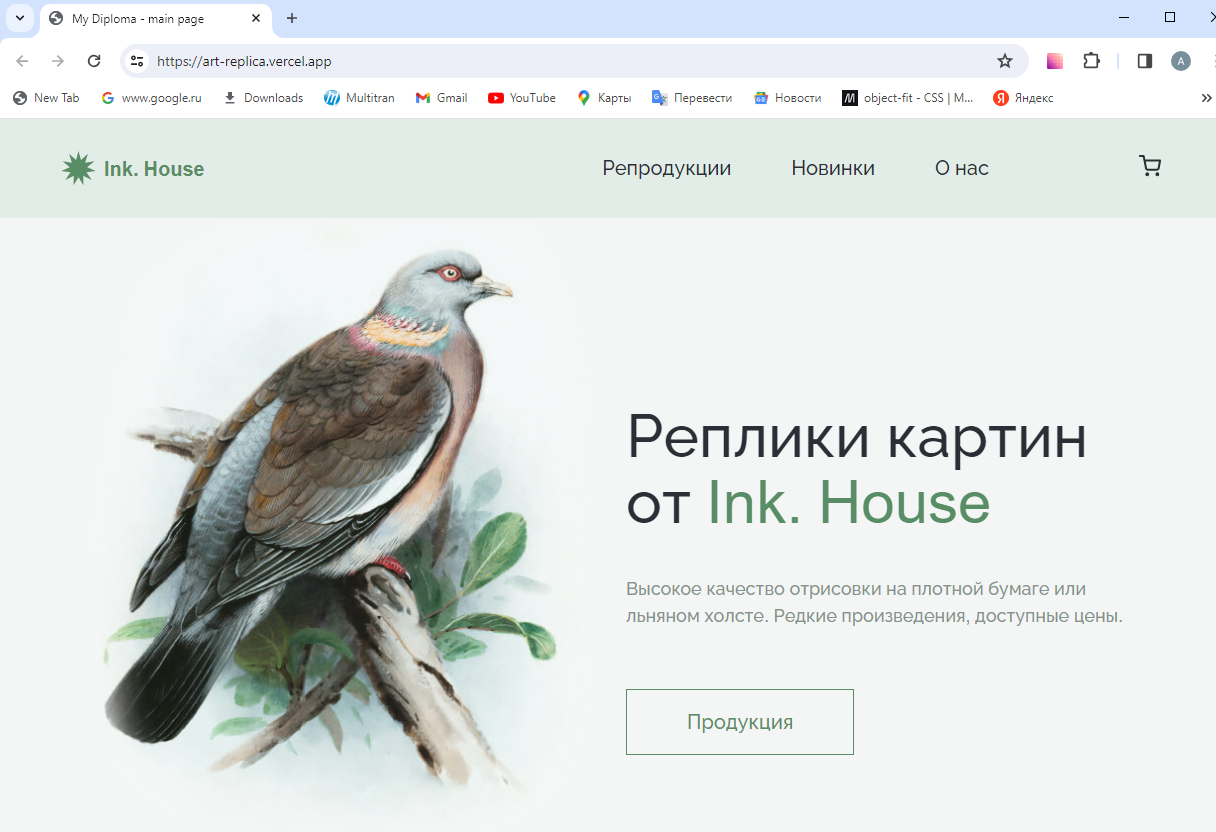 My Diploma - main page
https://art-replica.vercel.app
A
New Tab
www.google.ru
Downloads
Multitran
Gmail
YouTube
Карты
Перевести
Новости
object-fit - CSS | M...
Яндекс
Ink. House
Репродукции
Новинки
О нас
Реплики картин
от Ink. House
Высокое качество отрисовки на плотной бумаге или
льняном холсте. Редкие произведения, доступные цены.
Продукция